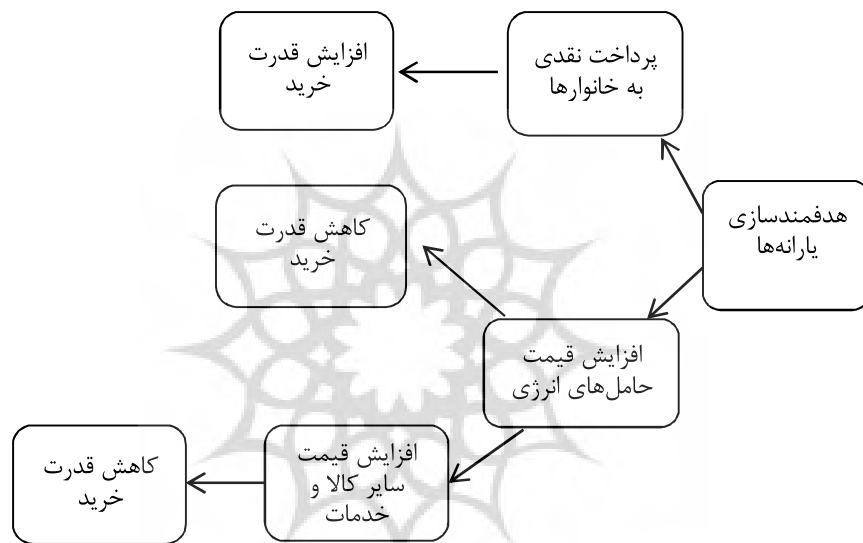 پرداخت نقدی
به خانوارها
افزایش قدرت
خرید
هدفمندسازی
یارانه‌ها
کاهش قدرت
خرید
افزایش قیمت
حامل‌های انرژی
افزایش قیمت
سایر کالا و
خدمات
کاهش قدرت
خرید